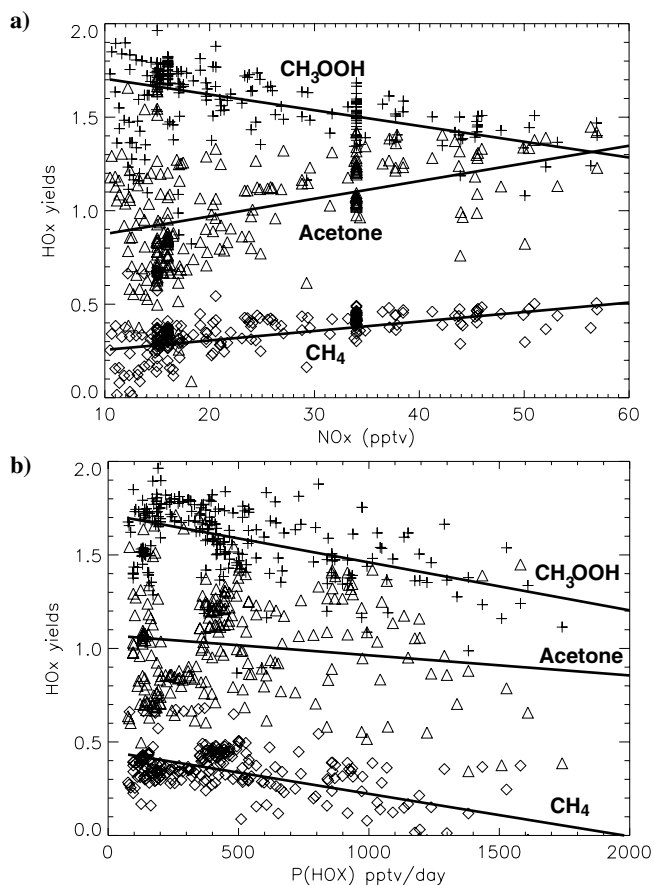 a)
2.0
1.5
1.0
0.5
0.0
HOx yields
CH3OOH
Acetone
CH4
10 20 30 40 50 60
NOx (pptv)
b)
2.0
1.5
1.0
0.5
0.0
HOx yields
CH3OOH
Acetone
CH4
0 500 1000 1500 2000
P(HOX) pptv/day